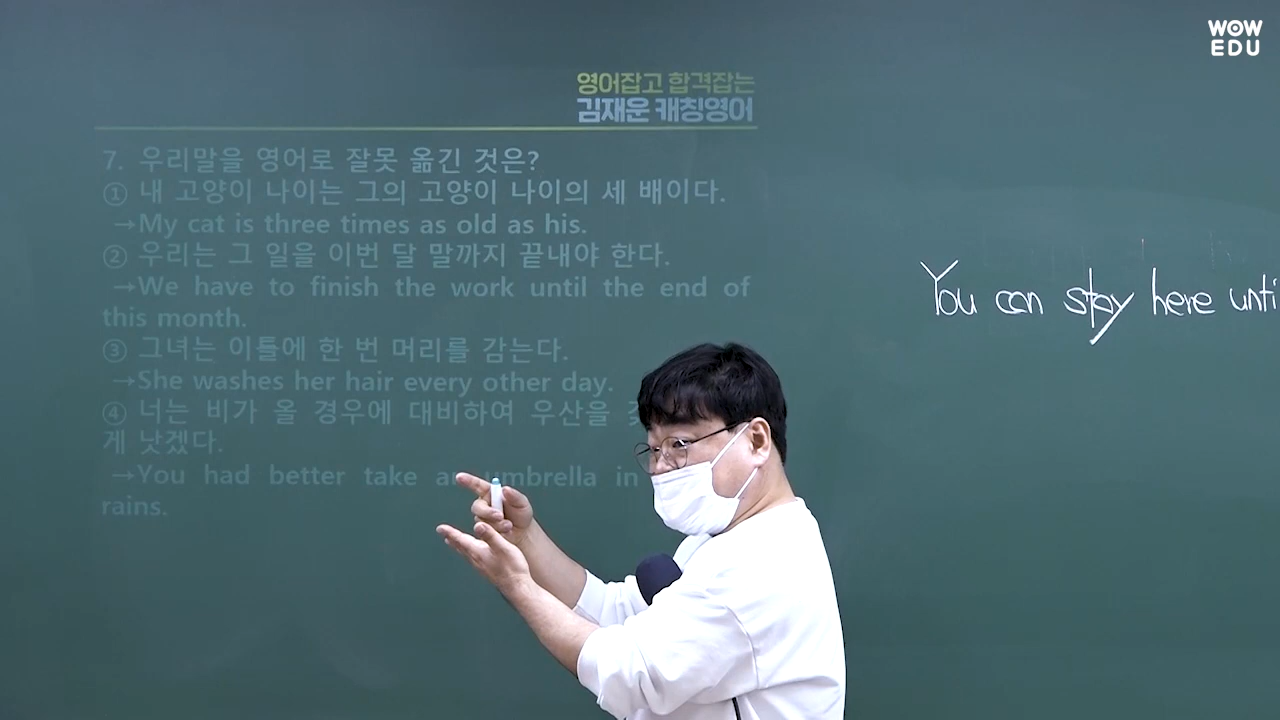 WOW
EDU
영어잡고 합격잡는
김재운 캐칭영어
7. 우리말을 영어로 잘못 옮긴 것은?
① 내 고양이 나이는 그의 고양이 나이의 세 배이다.
→My cat is three times as old as his.
② 우리는 그 일을 이번 달 말까지 끝내야 한다.
→We have to finish the work until the end of
this month.
③ 그녀는 이틀에 한 번 머리를 감는다.
→She washes her hair every other day.
④ 너는 비가 올 경우에 대비하여 우산을
게 낫겠다.
→You had better take an umbrella in
rains.
You can stay here unti